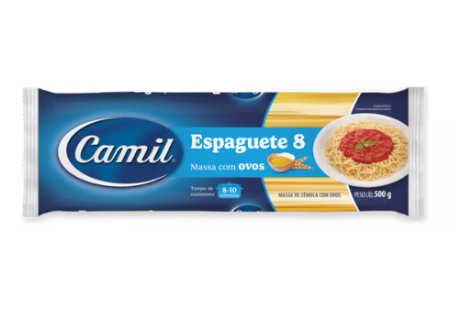 Camil
Espaguete 8
Massa com ovos
Tempo de
cozimento
8-10
MASSA DE SÊMOLA COM OVOS
PESO LÍQ. 500 g